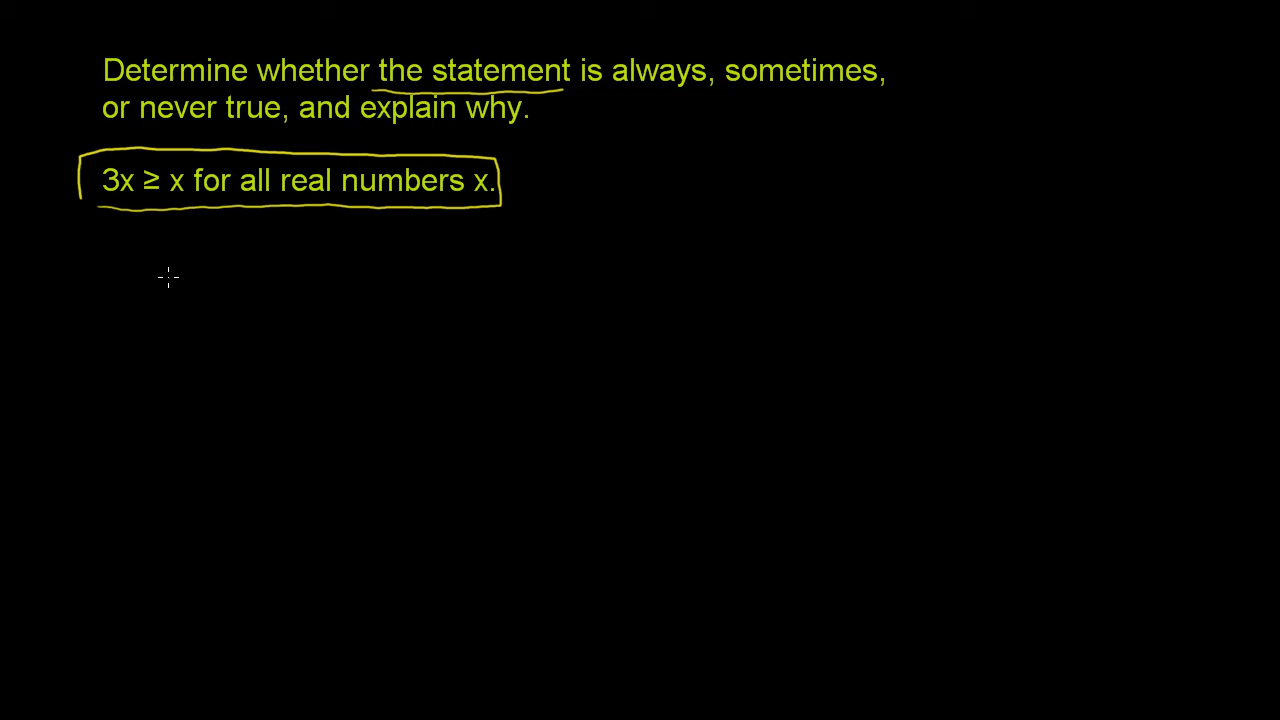 Determine whether the statement is always, sometimes,
or never true, and explain why.
3x ≥ x for all real numbers x.